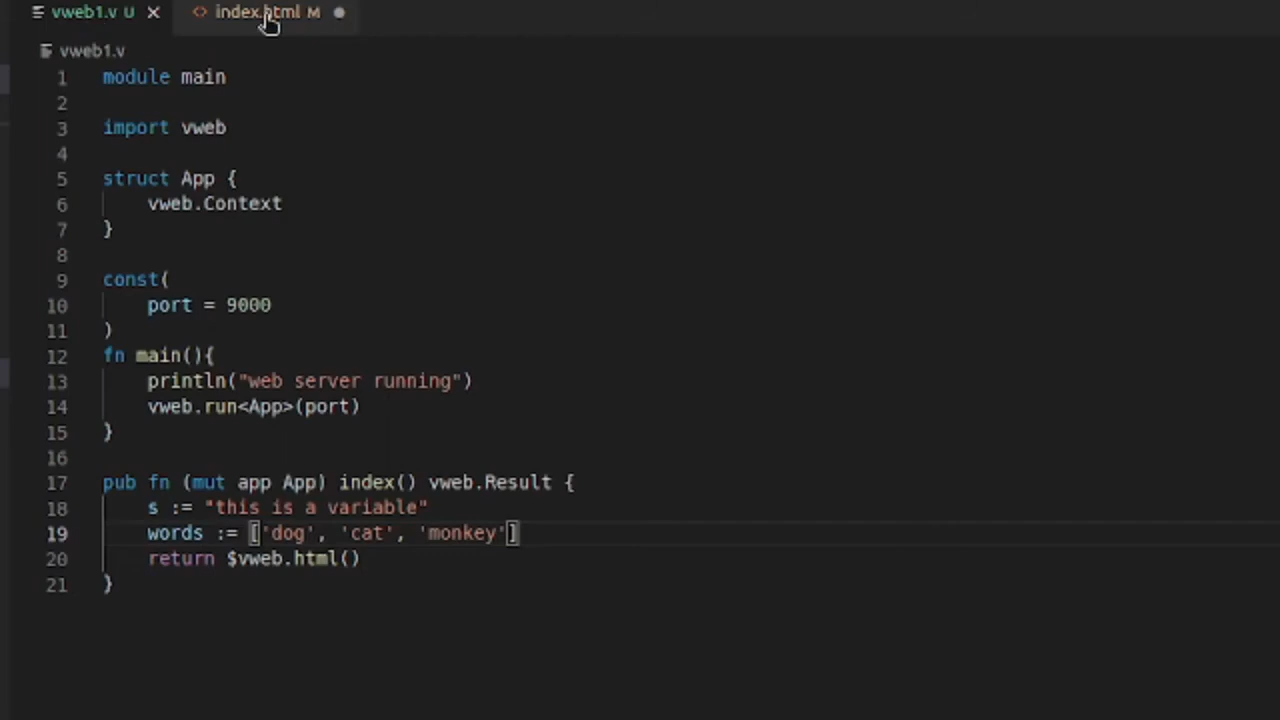 vweb1.v U
index.html M
vweb1.v
1 module main
2
3 import vweb
4
5 struct App {
6 vweb.Context
7 }
8
9 const(
10 port = 9000
11 )
12 fn main(){
13 println("web server running")
14 vweb.run<App>(port)
15 }
16
17 pub fn (mut app App) index() vweb.Result {
18 s := "this is a variable"
19 words := ['dog', 'cat', 'monkey']
20 return $vweb.html()
21 }